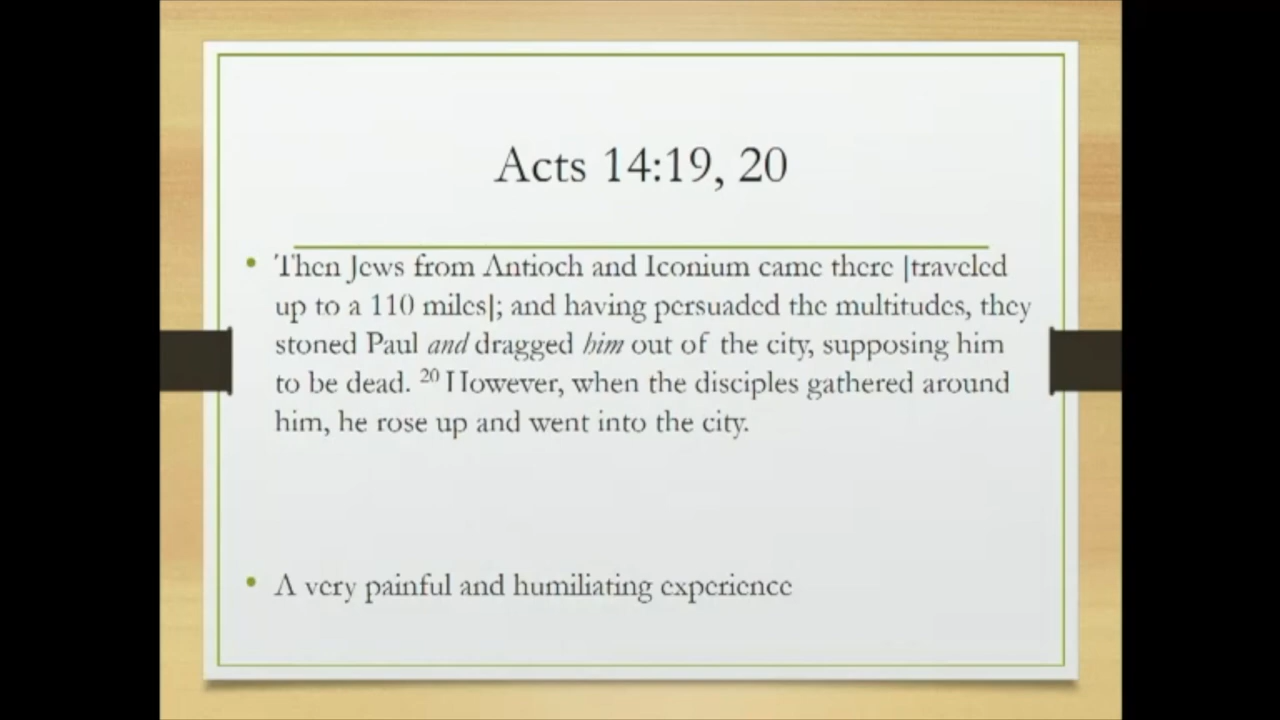 Acts 14:19, 20
• Then Jews from Antioch and Iconium came there [traveled
up to a 110 miles]; and having persuaded the multitudes, they
stoned Paul and dragged him out of the city, supposing him
to be dead. 20 However, when the disciples gathered around
him, he rose up and went into the city.
• A very painful and humiliating experience